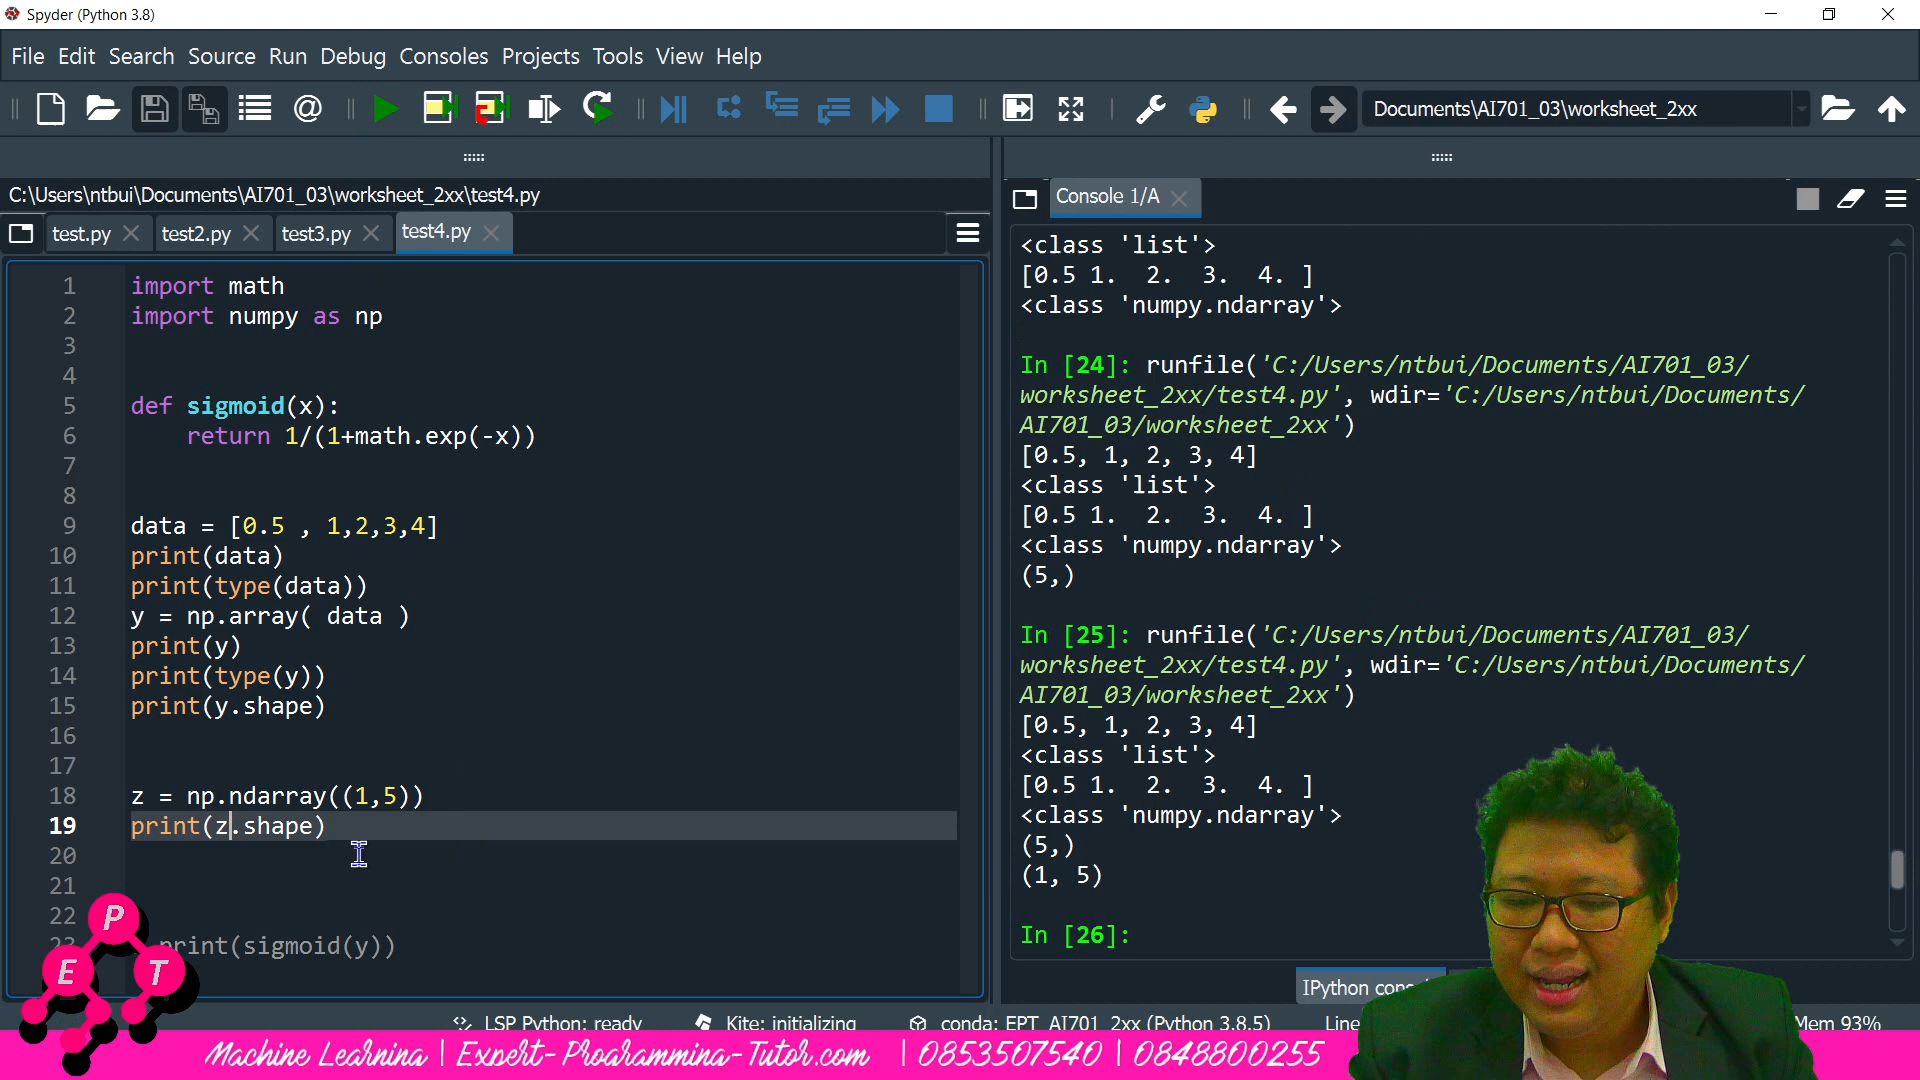 Spyder (Python 3.8)
File Edit Search Source Run Debug Consoles Projects Tools View Help
Documents\AI701_03\worksheet_2xx
C:\Users\ntbui\Documents\AI701_03\worksheet_2xx\test4.py
test.py test2.py test3.py test4.py
1 import math
2 import numpy as np
3
4
5 def sigmoid(x):
6 return 1/(1+math.exp(-x))
7
8
9 data = [0.5 , 1,2,3,4]
10 print(data)
11 print(type(data))
12 y = np.array( data )
13 print(y)
14 print(type(y))
15 print(y.shape)
16
17
18 z = np.ndarray((1,5))
19 print(z.shape)
20
21
22
23 print(sigmoid(y))
Console 1/A
<class 'list'>
[0.5 1. 2. 3. 4. ]
<class 'numpy.ndarray'>
In [24]: runfile('C:/Users/ntbui/Documents/AI701_03/
worksheet_2xx/test4.py', wdir='C:/Users/ntbui/Documents/
AI701_03/worksheet_2xx')
[0.5, 1, 2, 3, 4]
<class 'list'>
[0.5 1. 2. 3. 4. ]
<class 'numpy.ndarray'>
(5,)
In [25]: runfile('C:/Users/ntbui/Documents/AI701_03/
worksheet_2xx/test4.py', wdir='C:/Users/ntbui/Documents/
AI701_03/worksheet_2xx')
[0.5, 1, 2, 3, 4]
<class 'list'>
[0.5 1. 2. 3. 4. ]
<class 'numpy.ndarray'>
(5,)
(1, 5)
In [26]:
IPython
LSP Python: ready Kite: initializing conda: EPT_AI701_2xx (Python 3.8.5) Line Mem 93%
P
E T
Machine Learning | Expert-Programming-Tutor.com | 0853507540 | 0848800255